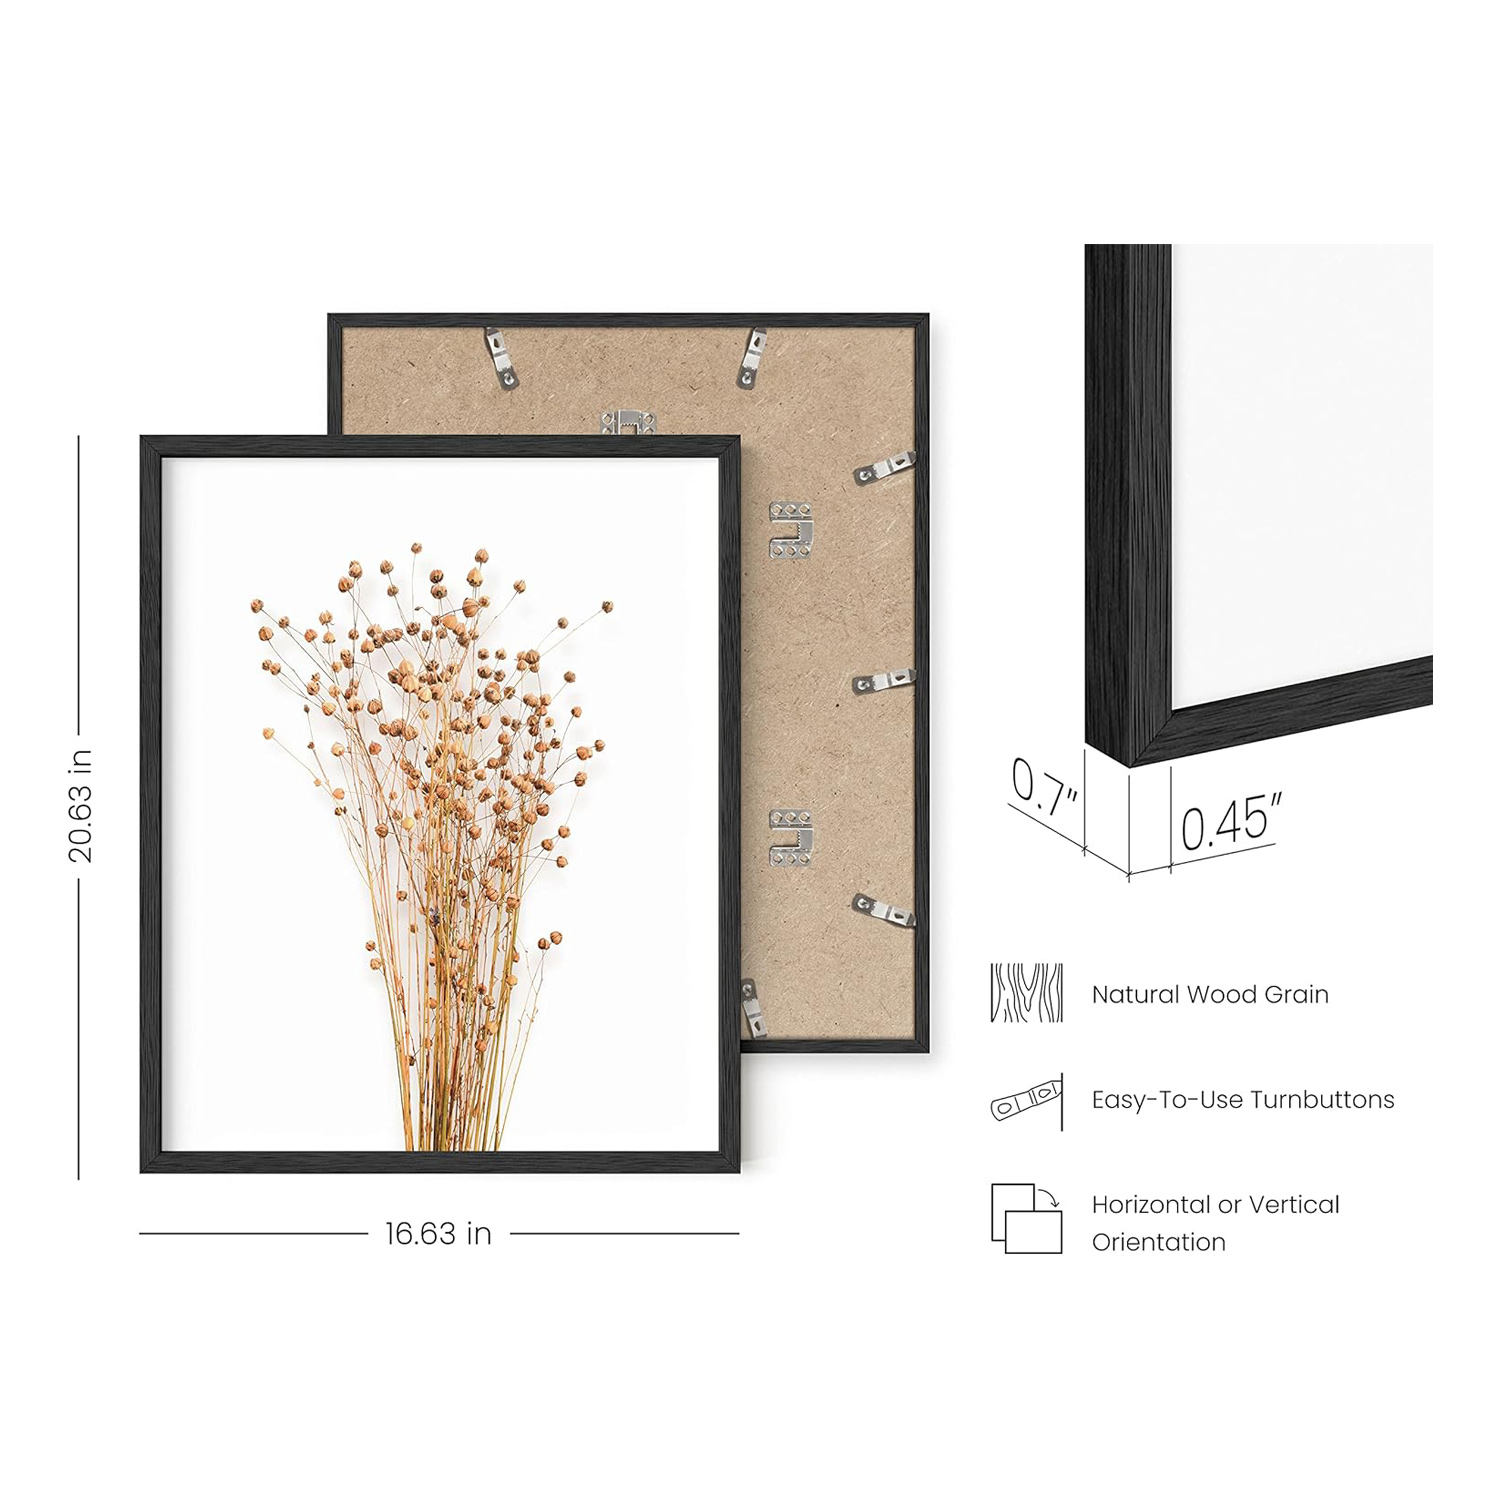 20.63 in
16.63 in
0.7"
0.45"
Natural Wood Grain
Easy-To-Use Turnbuttons
Horizontal or Vertical
Orientation